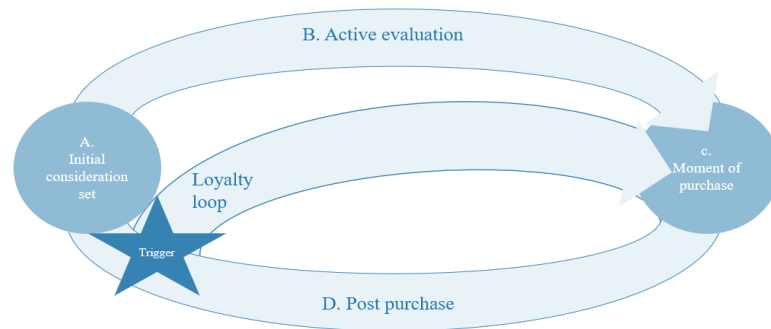 B. Active evaluation
A.
Initial
consideration
set
Loyalty
loop
c.
Moment of
purchase
Trigger
D. Post purchase